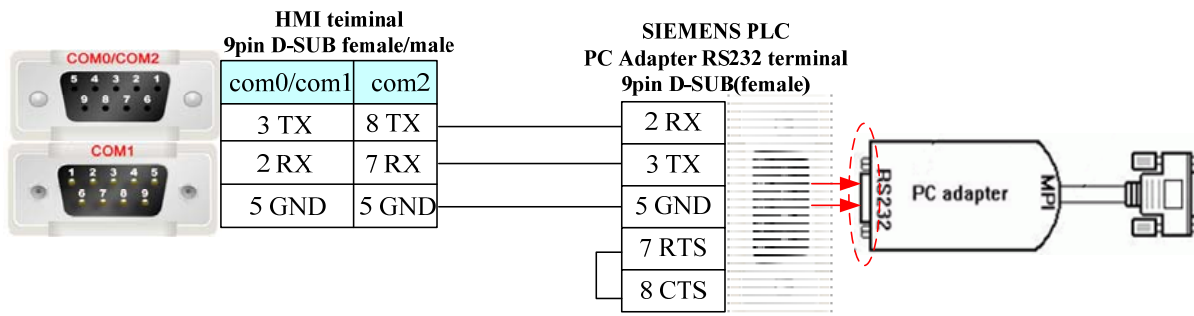 HMI teiminal
9pin D-SUB female/male
COM0/COM2
5 4 3 2 1
9 8 7 6
COM1
1 2 3 4 5
6 7 8 9
com0/com1 com2
3 TX 8 TX
2 RX 7 RX
5 GND 5 GND
SIEMENS PLC
PC Adapter RS232 terminal
9pin D-SUB(female)
2 RX
3 TX
5 GND
7 RTS
8 CTS
RS232
PC adapter
MPI